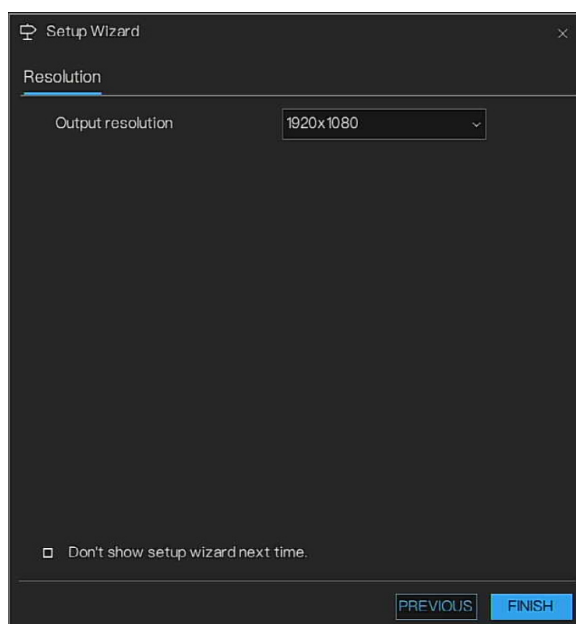 Setup Wizard
Resolution
Output resolution 1920x1080
Don't show setup wizard next time.
PREVIOUS FINISH